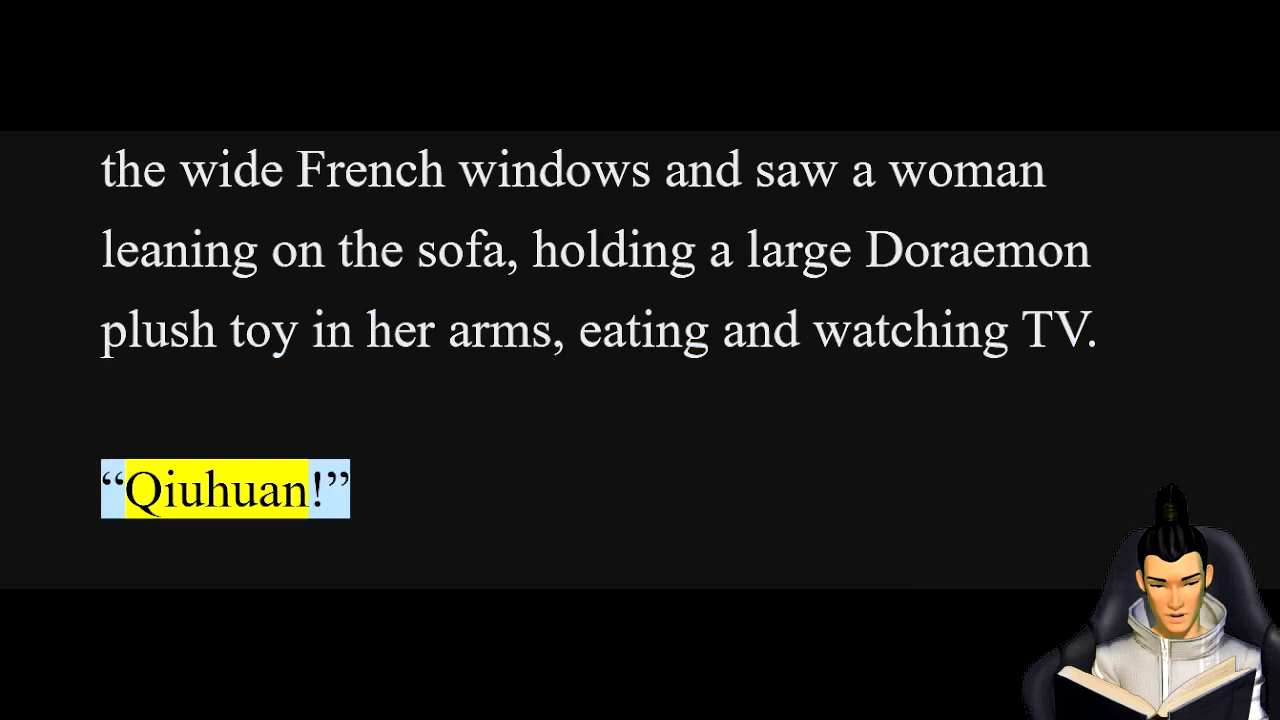 the wide French windows and saw a woman
leaning on the sofa, holding a large Doraemon
plush toy in her arms, eating and watching TV.
“Qiuhuan!”